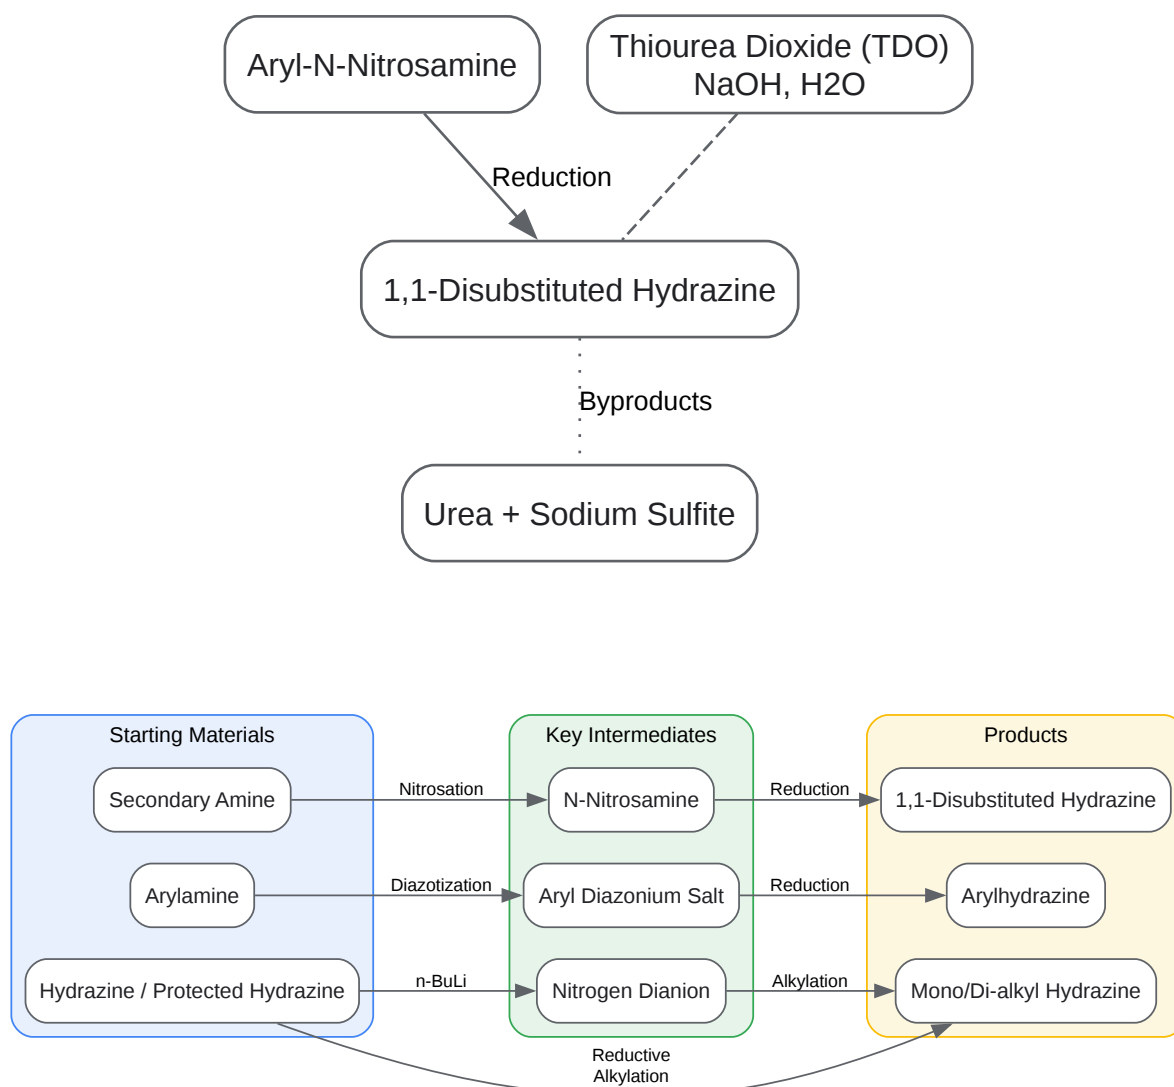 Aryl-N-Nitrosamine
Thiourea Dioxide (TDO)
NaOH, H2O
Reduction
1,1-Disubstituted Hydrazine
Byproducts
Urea + Sodium Sulfite
Starting Materials
Key Intermediates
Products
Secondary Amine
Nitrosation
N-Nitrosamine
Reduction
1,1-Disubstituted Hydrazine
Arylamine
Diazotization
Aryl Diazonium Salt
Reduction
Arylhydrazine
Hydrazine / Protected Hydrazine
n-BuLi
Nitrogen Dianion
Alkylation
Mono/Di-alkyl Hydrazine
Reductive
Alkylation